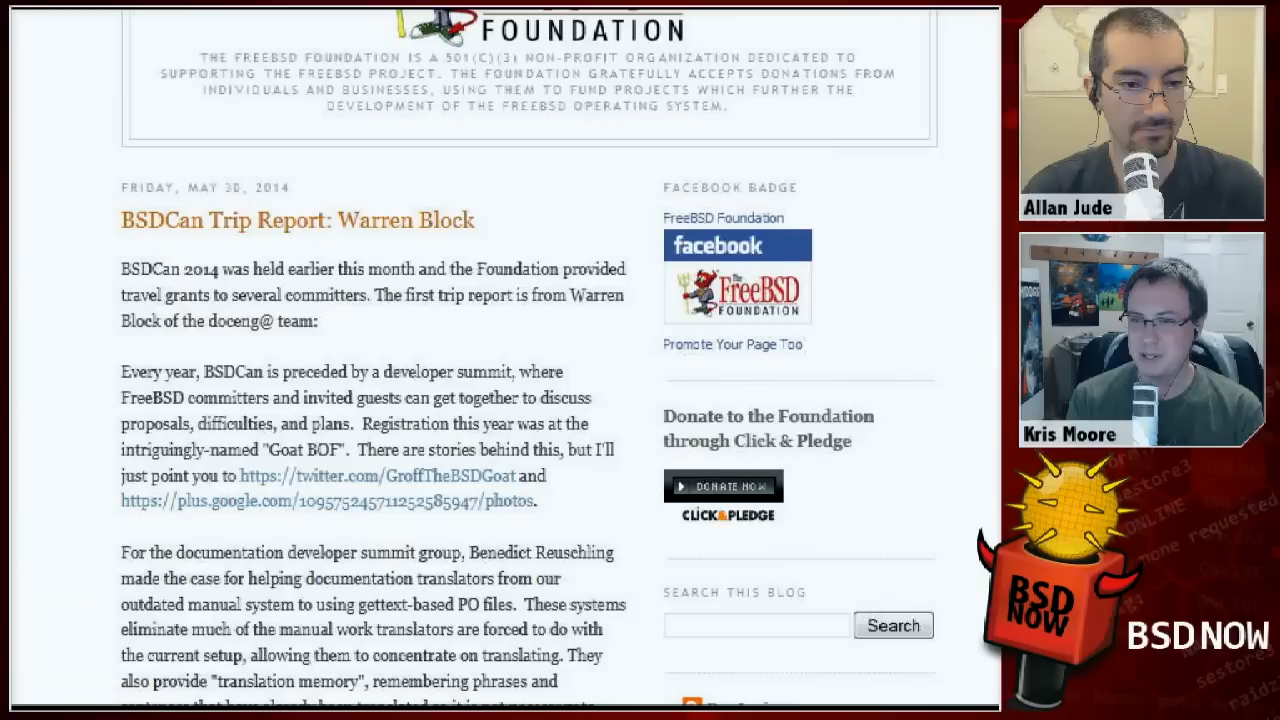 FOUNDATION
THE FREEBSD FOUNDATION IS A 501(C)(3) NON-PROFIT ORGANIZATION DEDICATED TO
SUPPORTING THE FREEBSD PROJECT. THE FOUNDATION GRATEFULLY ACCEPTS DONATIONS FROM
INDIVIDUALS AND BUSINESSES, USING THEM TO FUND PROJECTS WHICH FURTHER THE
DEVELOPMENT OF THE FREEBSD OPERATING SYSTEM.
FRIDAY, MAY 30, 2014
BSDCan Trip Report: Warren Block
BSDCan 2014 was held earlier this month and the Foundation provided
travel grants to several committers. The first trip report is from Warren
Block of the doceng@ team:
Every year, BSDCan is preceded by a developer summit, where
FreeBSD committers and invited guests can get together to discuss
proposals, difficulties, and plans.  Registration this year was at the
intriguingly-named "Goat BOF".  There are stories behind this, but I'll
just point you to https://twitter.com/GroffTheBSDGoat and
https://plus.google.com/109575245711252585947/photos.
For the documentation developer summit group, Benedict Reuschling
made the case for helping documentation translators from our
outdated manual system to using gettext-based PO files.  These systems
eliminate much of the manual work translators are forced to do with
the current setup, allowing them to concentrate on translating. They
also provide "translation memory", remembering phrases and
FACEBOOK BADGE
FreeBSD Foundation
facebook
The
FreeBSD
FOUNDATION
Promote Your Page Too
Donate to the Foundation
through Click & Pledge
DONATE NOW
CLICK&PLEDGE
SEARCH THIS BLOG
Search
Allan Jude
Kris Moore
BSD
NOW
BSD NOW